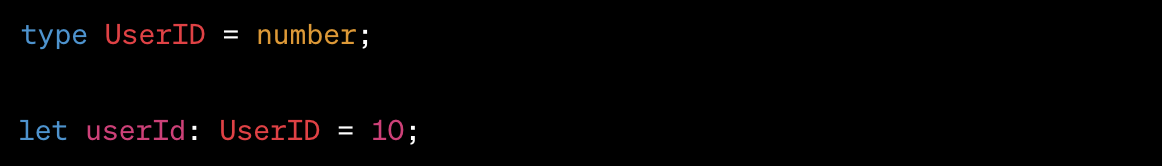 type UserID = number;
let userId: UserID = 10;